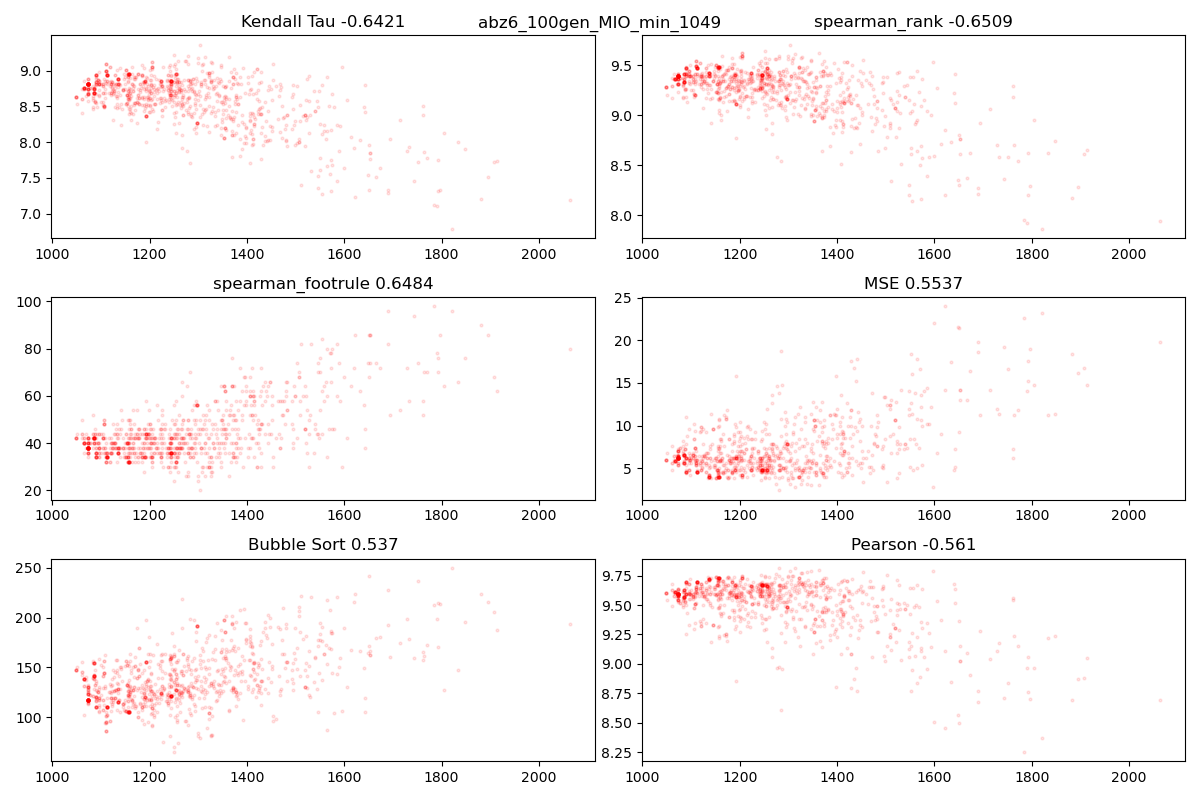 Kendall Tau -0.6421
abz6_100gen_MIO_min_1049
spearman_rank -0.6509
9.0
8.5
8.0
7.5
7.0
1000 1200 1400 1600 1800 2000
9.5
9.0
8.5
8.0
1000 1200 1400 1600 1800 2000
spearman_footrule 0.6484
100
80
60
40
20
1000 1200 1400 1600 1800 2000
MSE 0.5537
25
20
15
10
5
1000 1200 1400 1600 1800 2000
Bubble Sort 0.537
250
200
150
100
1000 1200 1400 1600 1800 2000
Pearson -0.561
9.75
9.50
9.25
9.00
8.75
8.50
8.25
1000 1200 1400 1600 1800 2000